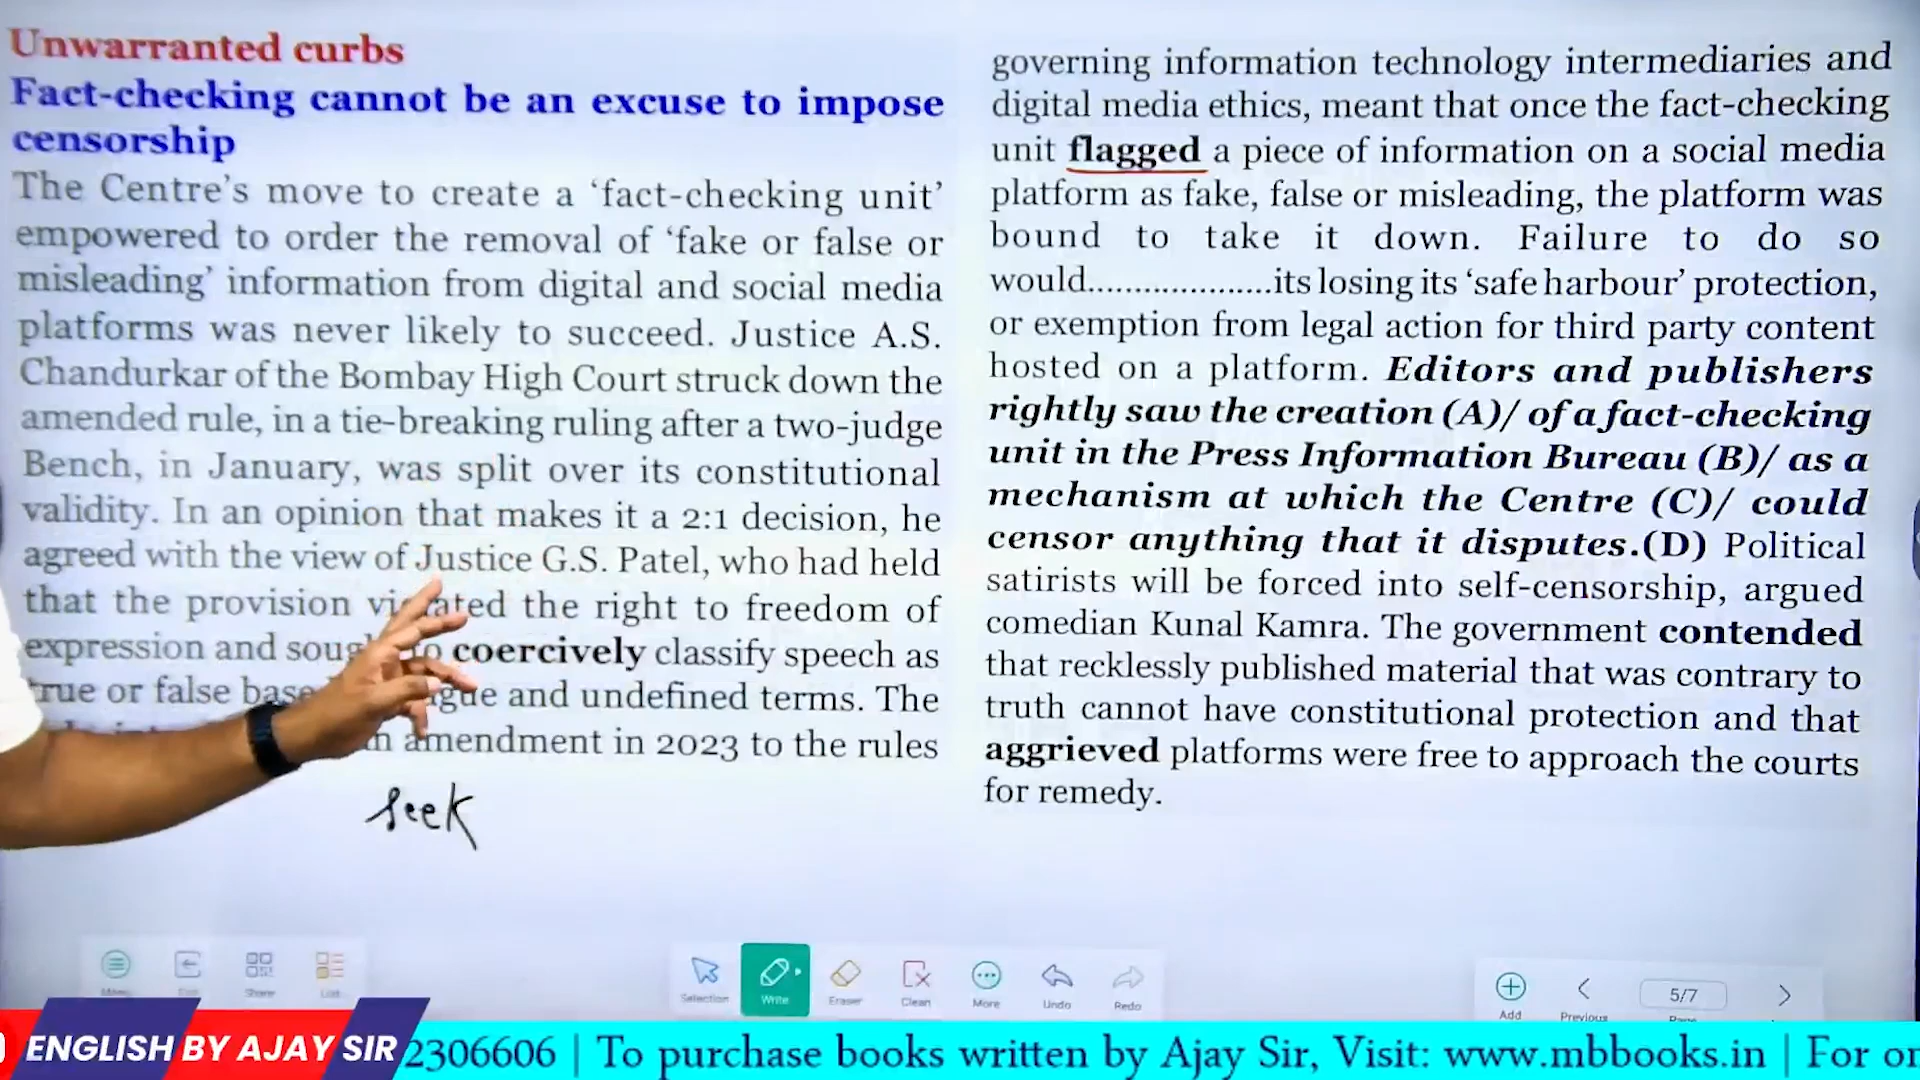 Unwarranted curbs
Fact-checking cannot be an excuse to impose
censorship
The Centre's move to create a 'fact-checking unit'
empowered to order the removal of 'fake or false or
misleading' information from digital and social media
platforms was never likely to succeed. Justice A.S.
Chandurkar of the Bombay High Court struck down the
amended rule, in a tie-breaking ruling after a two-judge
Bench, in January, was split over its constitutional
validity. In an opinion that makes it a 2:1 decision, he
agreed with the view of Justice G.S. Patel, who had held
that the provision violated the right to freedom of
expression and sought to coercively classify speech as
true or false and undefined terms. The
amendment in 2023 to the rules
seek
governing information technology intermediaries and
digital media ethics, meant that once the fact-checking
unit flagged a piece of information on a social media
platform as fake, false or misleading, the platform was
bound to take it down. Failure to do so
would....................its losing its 'safe harbour' protection,
or exemption from legal action for third party content
hosted on a platform. Editors and publishers
rightly saw the creation (A)/ of a fact-checking
unit in the Press Information Bureau (B)/ as a
mechanism at which the Centre (C)/ could
censor anything that it disputes.(D) Political
satirists will be forced into self-censorship, argued
comedian Kunal Kamra. The government contended
that recklessly published material that was contrary to
truth cannot have constitutional protection and that
aggrieved platforms were free to approach the courts
for remedy.
Menu Share List
Selection Write Eraser Clean More Undo Redo
Add Previous 5/7 Page
ENGLISH BY AJAY SIR
2306606 | To purchase books written by Ajay Sir, Visit: www.mbbooks.in | For or